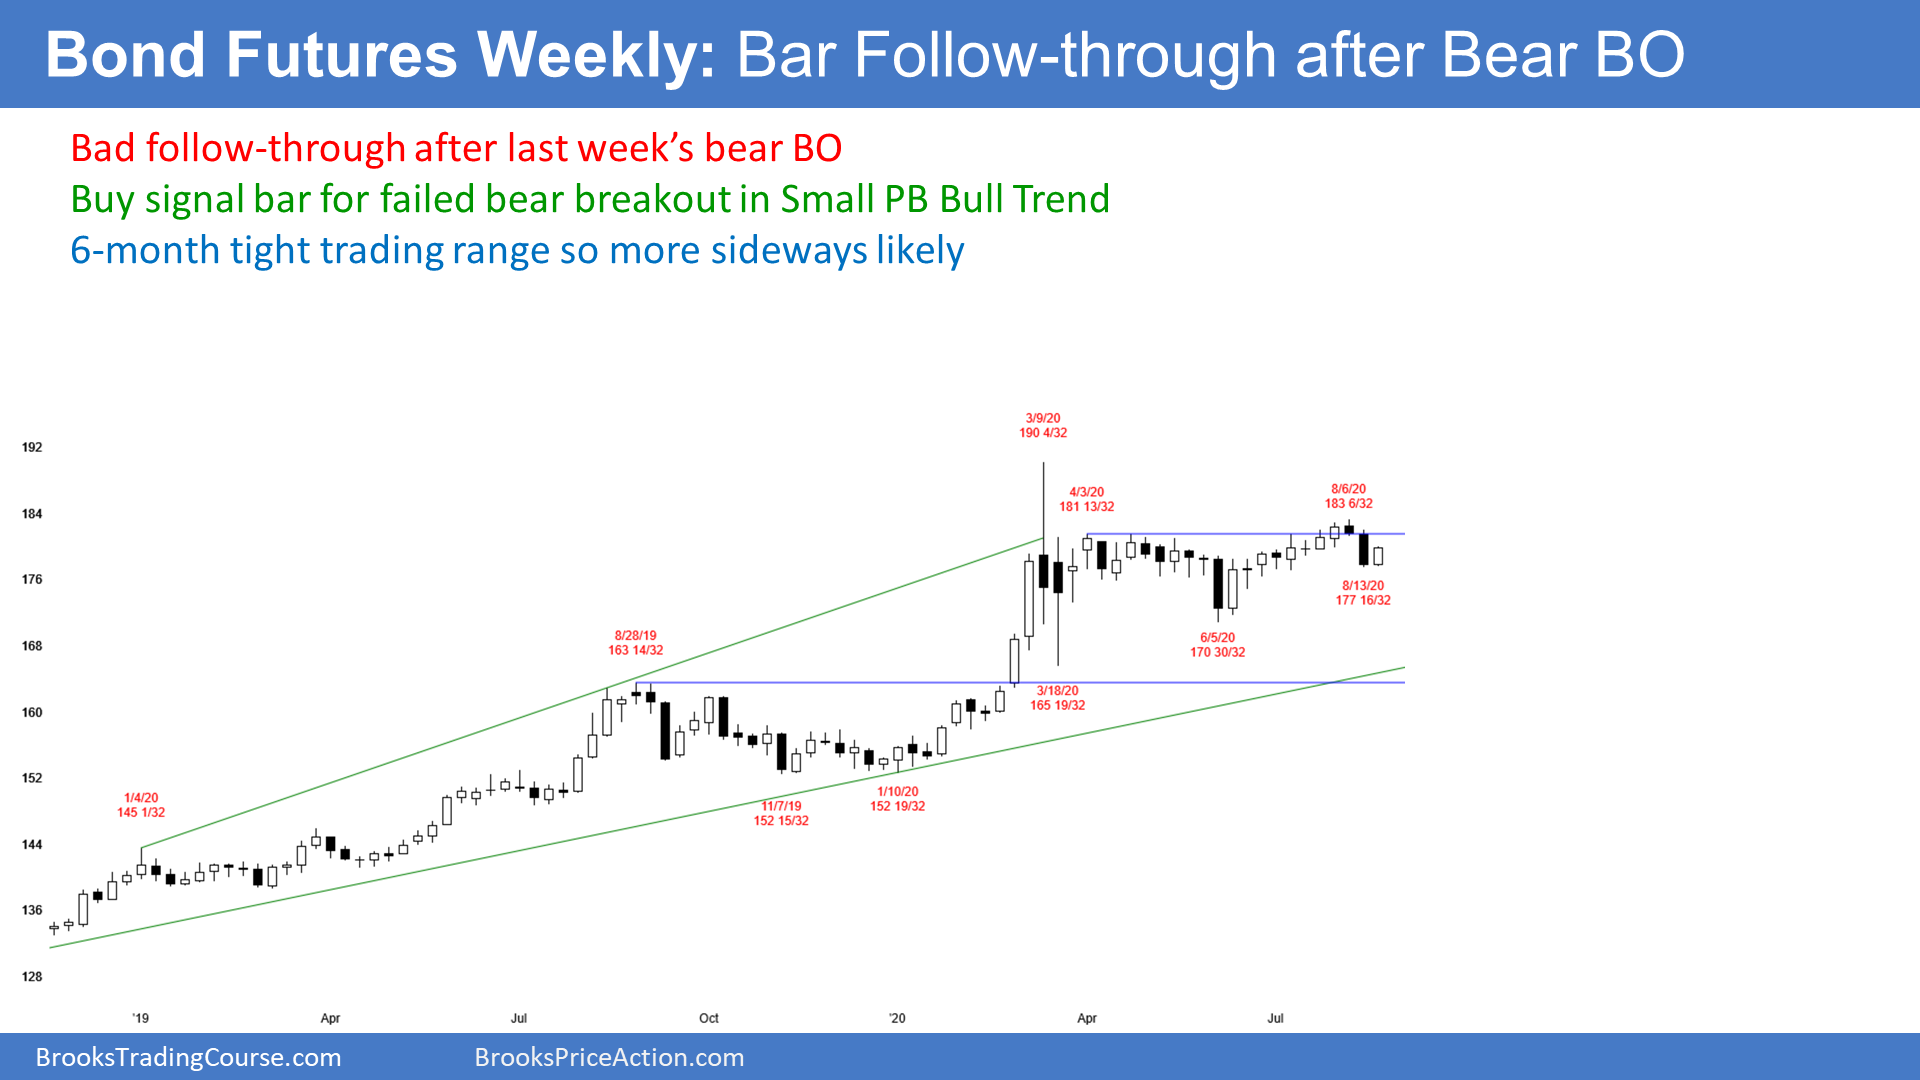 Bond Futures Weekly: Bar Follow-through after Bear BO
Bad follow-through after last week’s bear BO
Buy signal bar for failed bear breakout in Small PB Bull Trend
6-month tight trading range so more sideways likely
3/9/20
190 4/32
192
4/3/20
181 13/32
8/6/20
183 6/32
184
176
8/13/20
177 16/32
8/28/19
163 14/32
6/5/20
170 30/32
168
3/18/20
165 19/32
160
152
1/4/20
145 1/32
11/7/19
152 15/32
1/10/20
152 19/32
144
136
128
'19
Apr
Jul
Oct
'20
Apr
Jul
BrooksTradingCourse.com
BrooksPriceAction.com